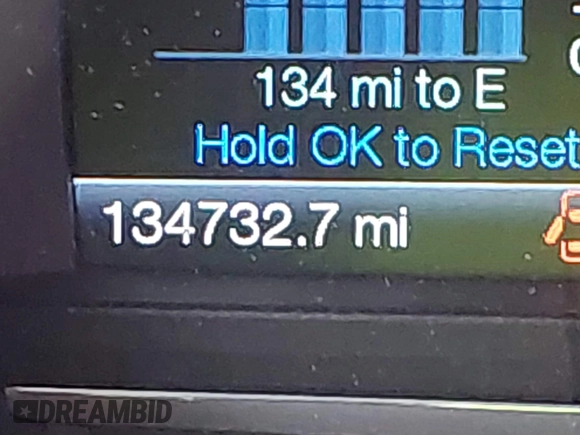 134 mi to E
Hold OK to Reset
134732.7 mi
DREAMBID